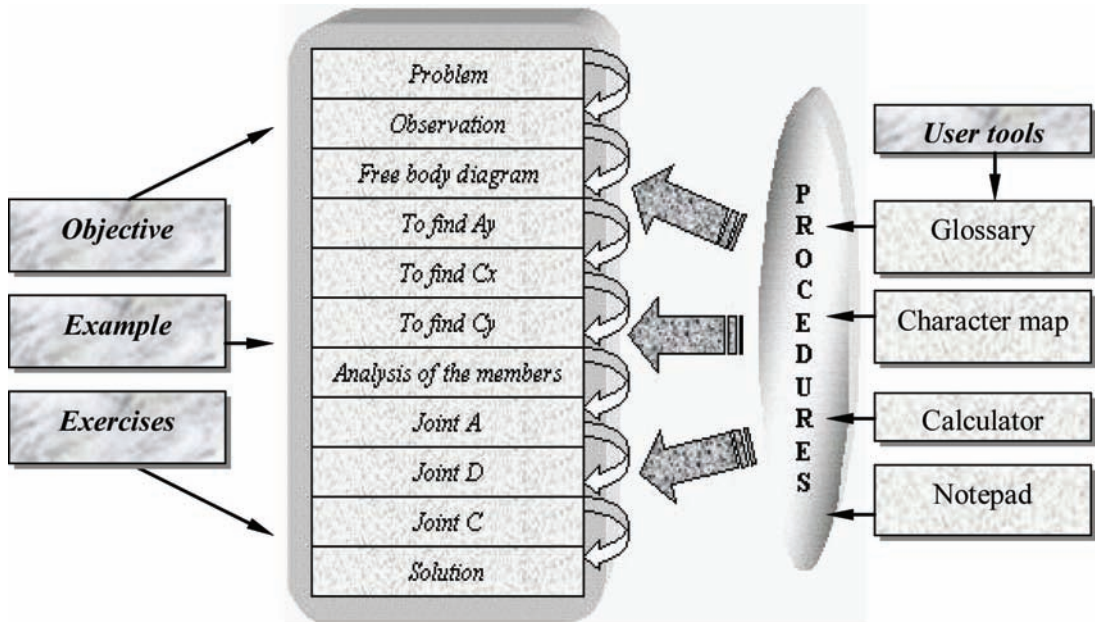 Objective
Example
Exercises
Problem
Observation
Free body diagram
To find Ay
To find Cx
To find Cy
Analysis of the members
Joint A
Joint D
Joint C
Solution
PROCEDURES
User tools
Glossary
Character map
Calculator
Notepad